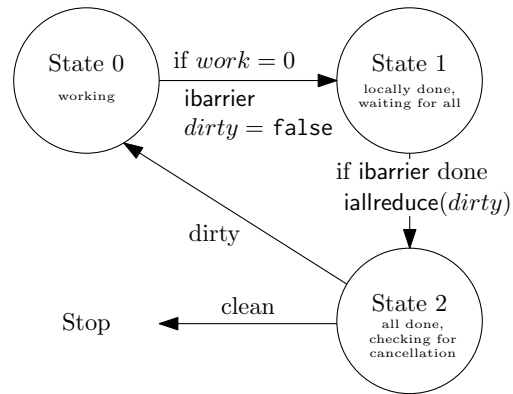 State 0
working
if work = 0
ibarrier
dirty = false
State 1
locally done,
waiting for all
if ibarrier done
iallreduce(dirty)
dirty
State 2
all done,
checking for
cancellation
clean
Stop